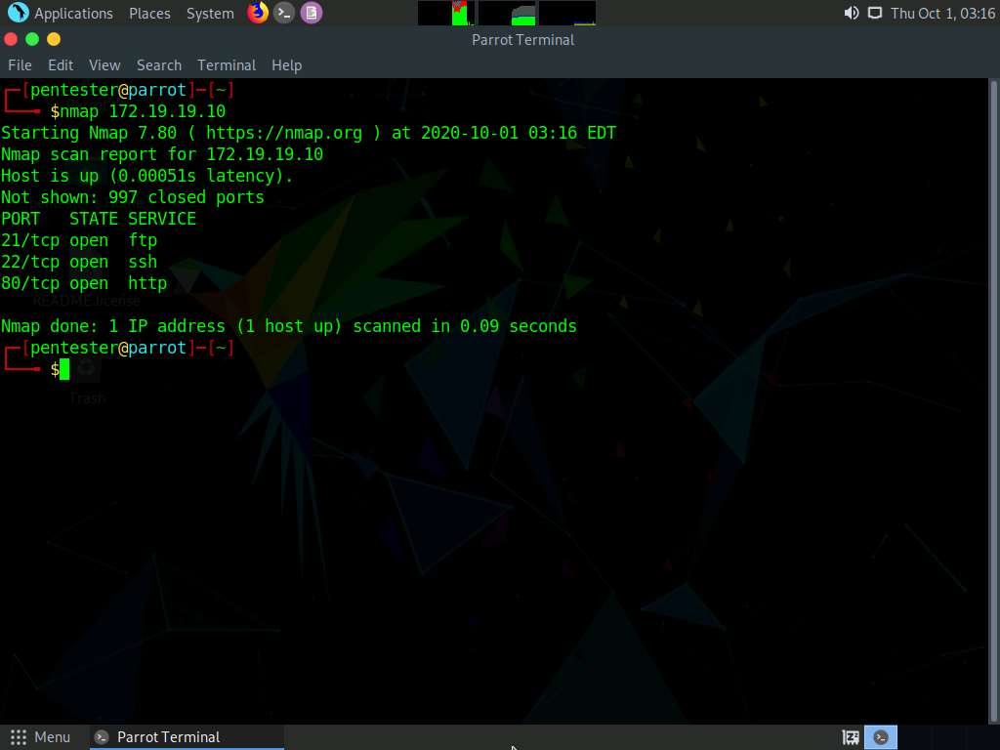 Applications Places System Thu Oct 1, 03:16
Parrot Terminal
File Edit View Search Terminal Help
┌─[pentester@parrot]─[~]
└──╼ $nmap 172.19.19.10
Starting Nmap 7.80 ( https://nmap.org ) at 2020-10-01 03:16 EDT
Nmap scan report for 172.19.19.10
Host is up (0.00051s latency).
Not shown: 997 closed ports
PORT   STATE SERVICE
21/tcp open  ftp
22/tcp open  ssh
80/tcp open  http
README.license
Nmap done: 1 IP address (1 host up) scanned in 0.09 seconds
┌─[pentester@parrot]─[~]
└──╼ $
Trash
Menu Parrot Terminal